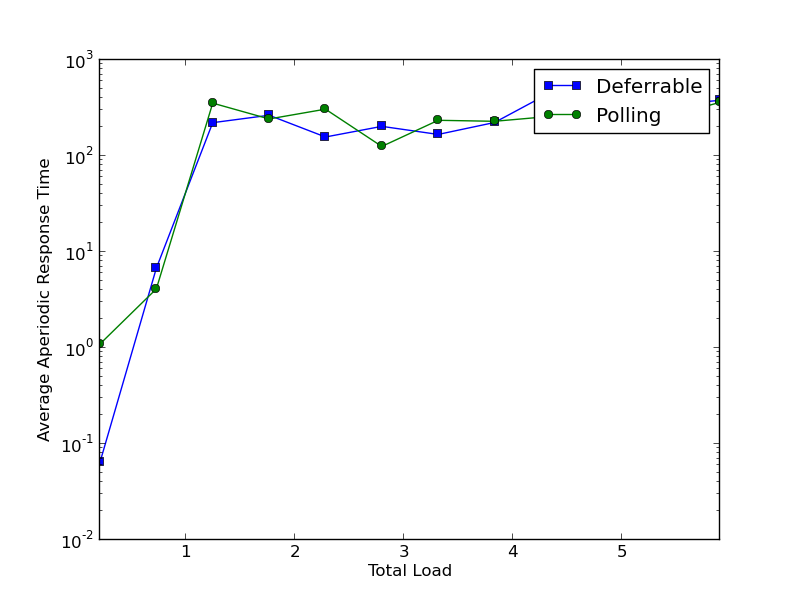 Deferrable
Polling
10^3
10^2
10^1
10^0
10^-1
10^-2
Average Aperiodic Response Time
1 2 3 4 5
Total Load